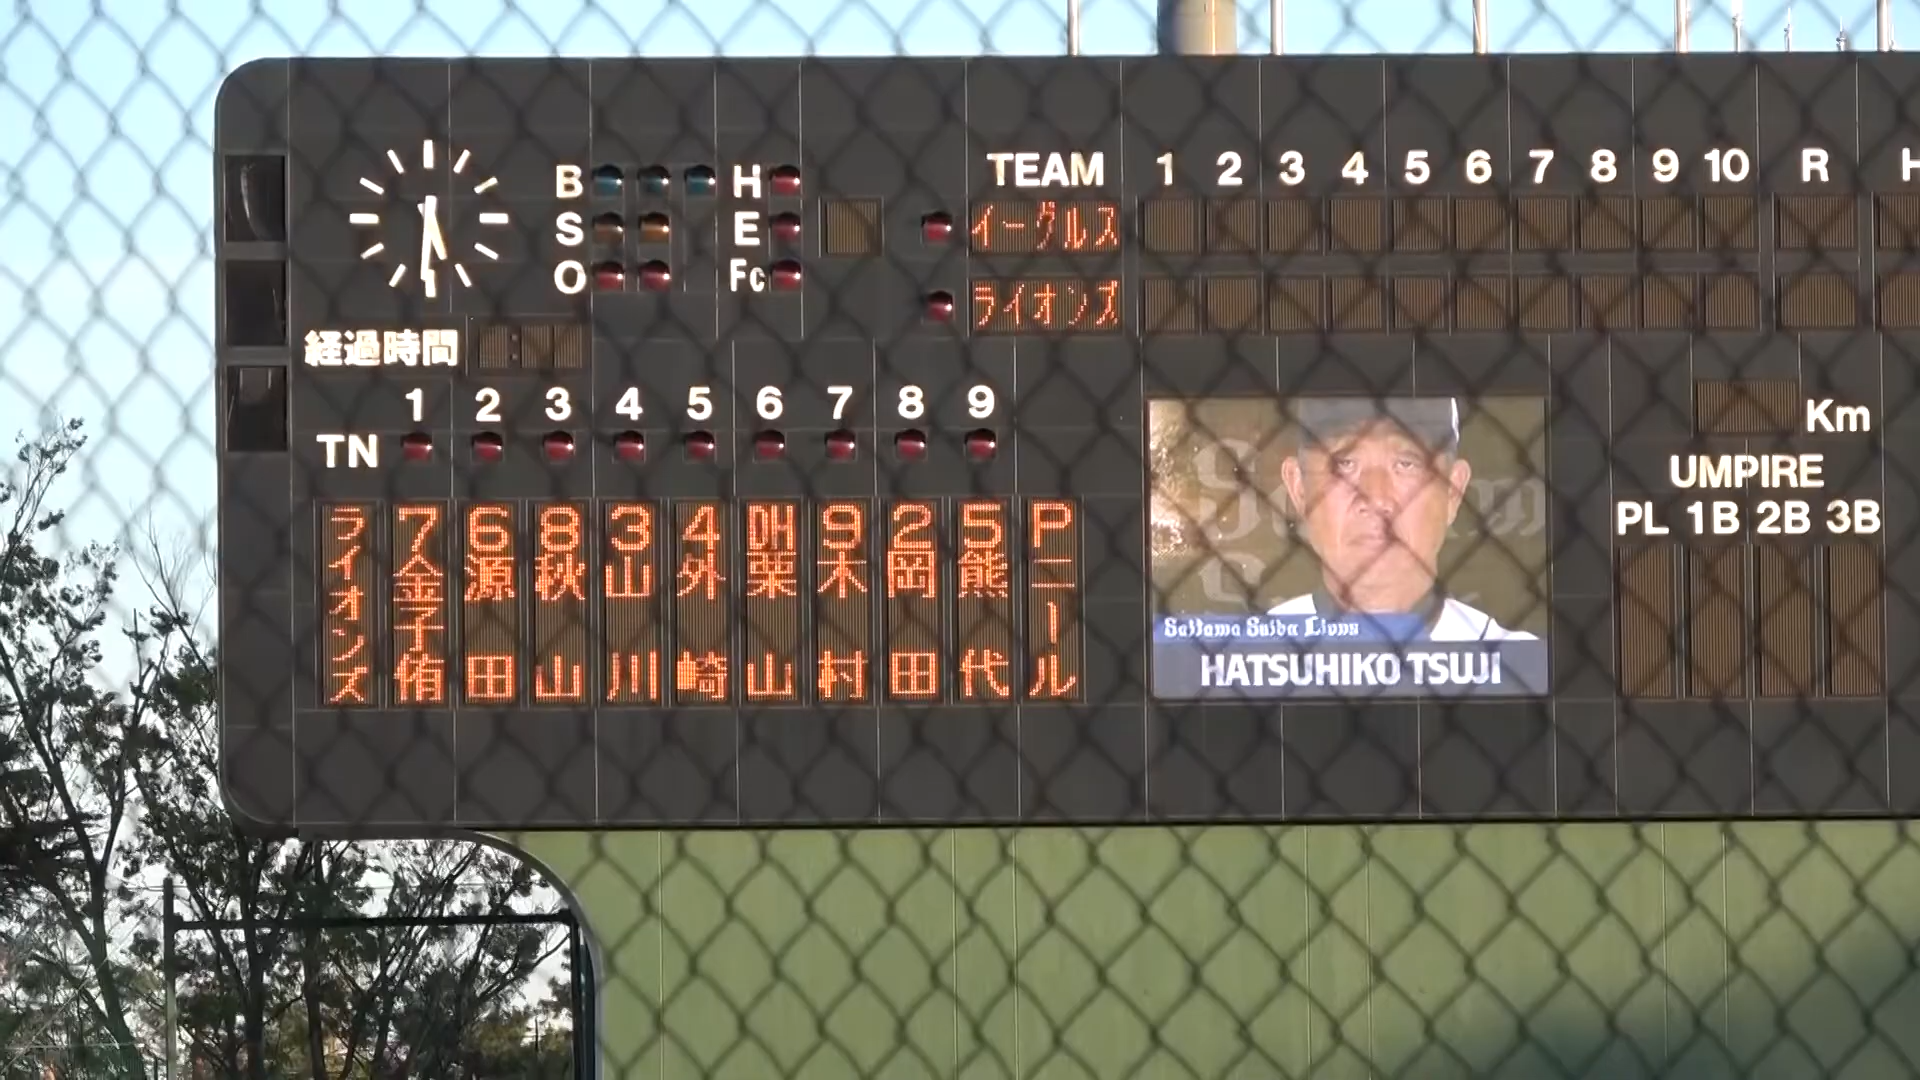 B H
S E
O Fc
TEAM 1 2 3 4 5 6 7 8 9 10 R H
イーグルス
ライオンズ
経過時間
1 2 3 4 5 6 7 8 9
TN
ライオンズ
7金子侑
6源田
8秋山
3山川
4外崎
DH栗山
9木村
2岡田
5熊代
Pニール
Saitama Seibu Lions
HATSUHIKO TSUJI
Km
UMPIRE
PL 1B 2B 3B